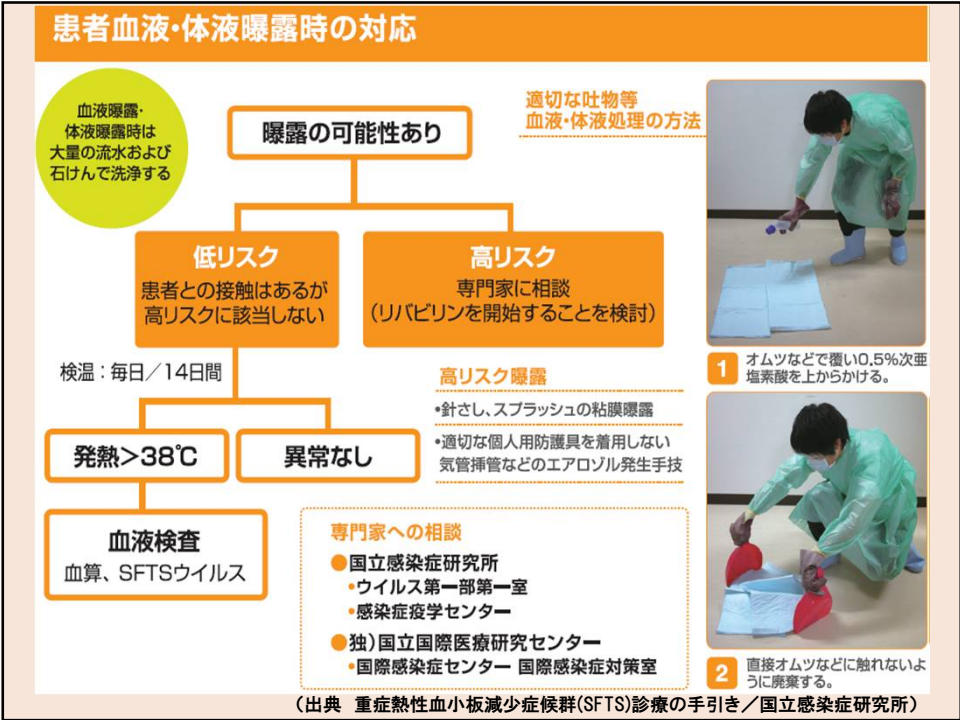 患者血液・体液曝露時の対応
血液曝露・
体液曝露時は
大量の流水および
石けんで洗浄する
曝露の可能性あり
低リスク
患者との接触はあるが
高リスクに該当しない
高リスク
専門家に相談
(リバビリンを開始することを検討)
検温：毎日／14日間
発熱>38℃
異常なし
血液検査
血算、SFTSウイルス
高リスク曝露
•針さし、スプラッシュの粘膜曝露
•適切な個人用防護具を着用しない
気管挿管などのエアロゾル発生手技
専門家への相談
●国立感染症研究所
•ウイルス第一部第一室
•感染症疫学センター
●独）国立国際医療研究センター
•国際感染症センター 国際感染症対策室
適切な吐物等
血液・体液処理の方法
1 オムツなどで覆い0.5%次亜
塩素酸を上からかける。
2 直接オムツなどに触れないよ
うに廃棄する。
（出典 重症熱性血小板減少症候群(SFTS)診療の手引き／国立感染症研究所）